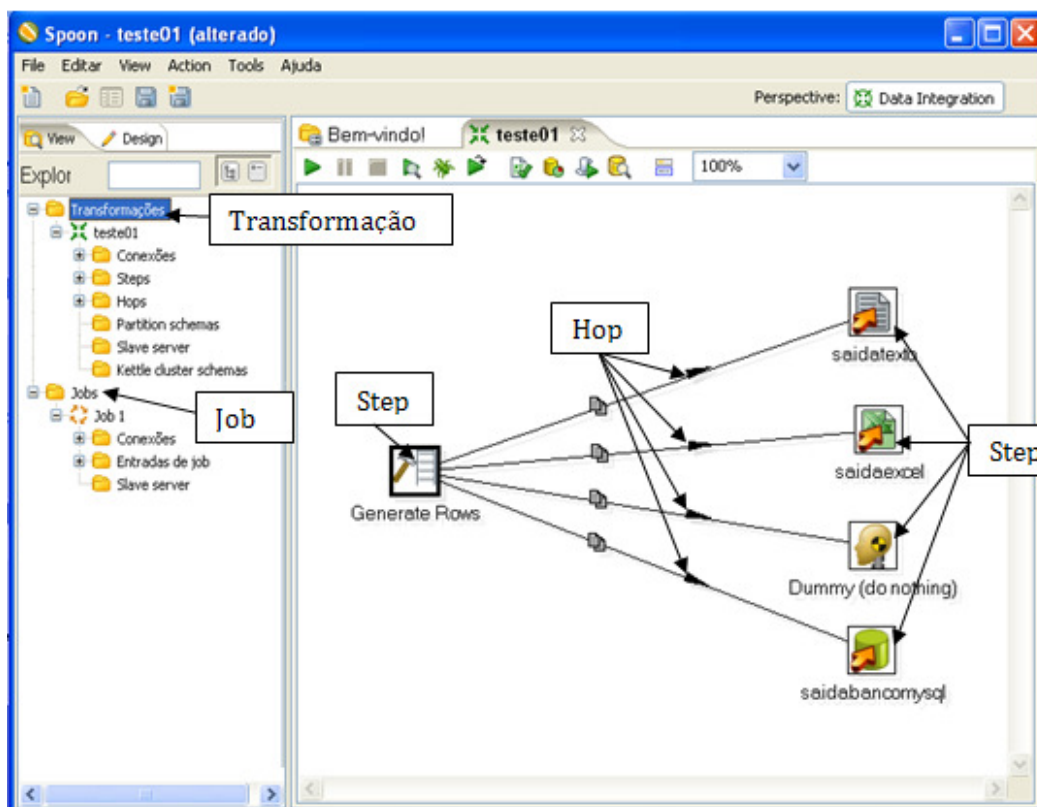 Spoon - teste01 (alterado)
File Editar View Action Tools Ajuda
Perspective: Data Integration
View Design
Bem-vindo! teste01
Explor
100%
Transformações
Transformação
teste01
Conexões
Steps
Hops
Partition schemas
Slave server
Kettle cluster schemas
Jobs
Job
Job 1
Conexões
Entradas de job
Slave server
Hop
Step
Generate Rows
saidatexto
saidaexcel
Step
Dummy (do nothing)
saidabancomysql